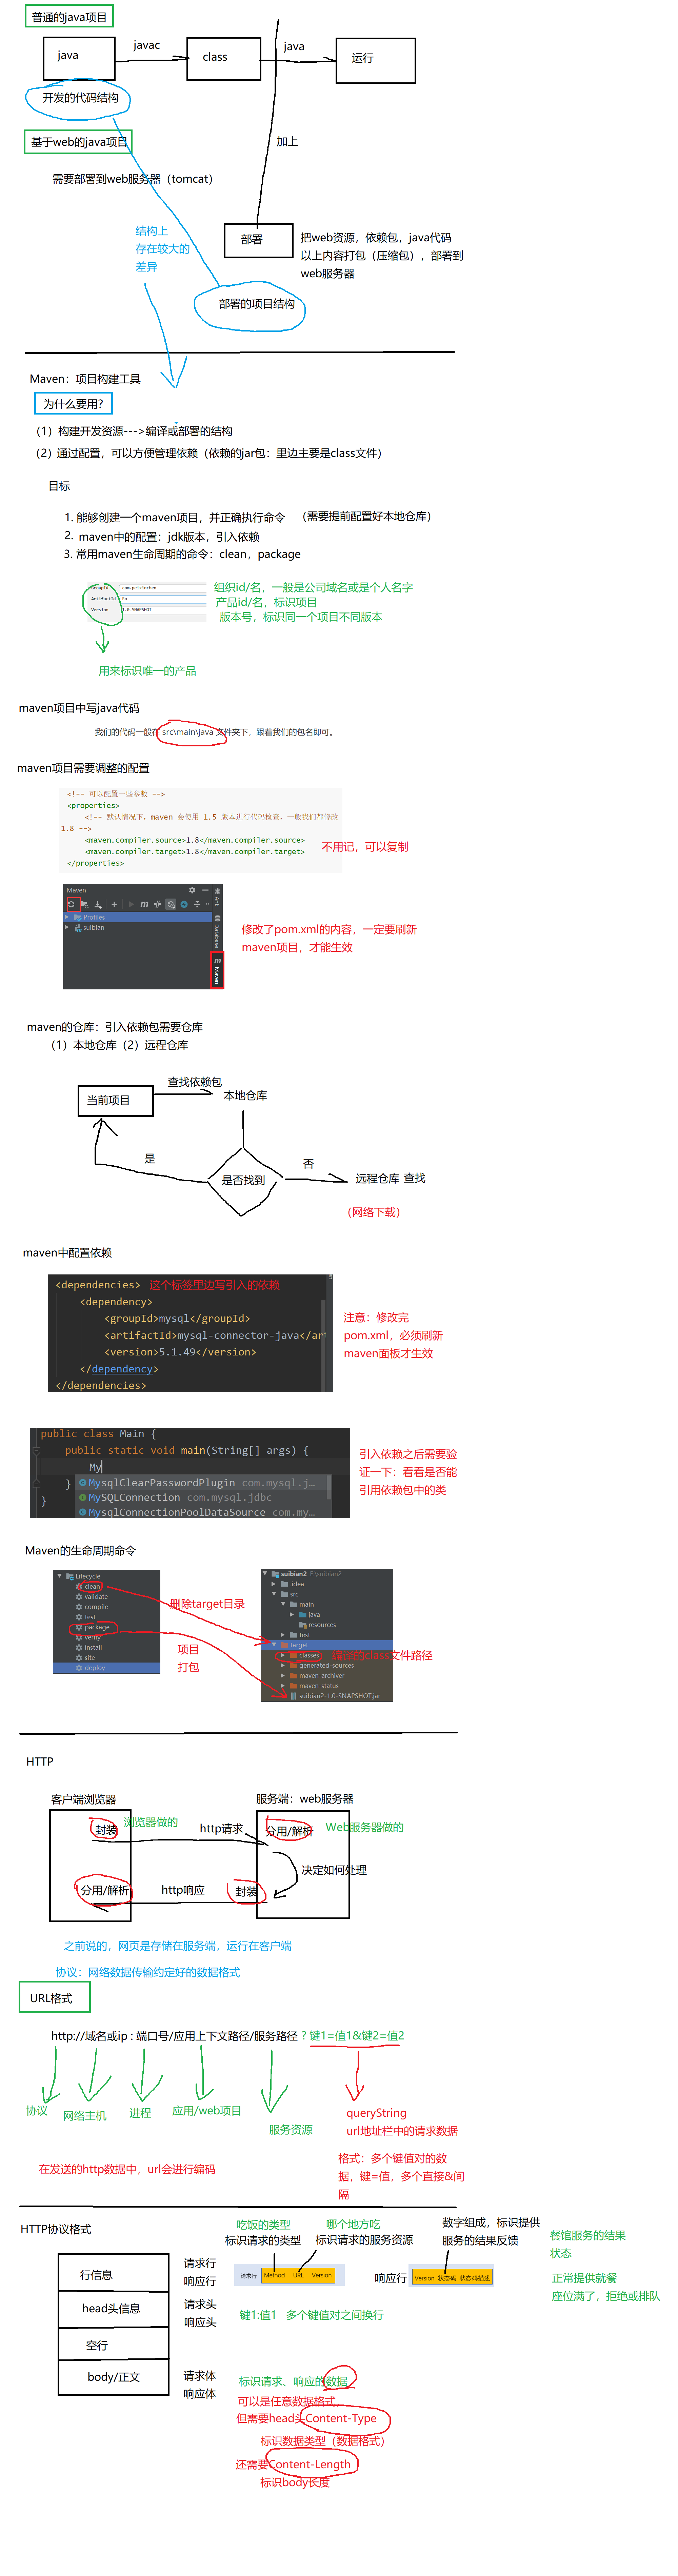 普通的java项目
java
javac
class
java
运行
开发的代码结构
基于web的java项目
加上
需要部署到web服务器（tomcat）
结构上
存在较大的
差异
部署
把web资源，依赖包，java代码
以上内容打包（压缩包），部署到
web服务器
部署的项目结构
Maven：项目构建工具
为什么要用？
（1）构建开发资源--->编译或部署的结构
（2）通过配置，可以方便管理依赖（依赖的jar包：里边主要是class文件）
目标
1. 能够创建一个maven项目，并正确执行命令 （需要提前配置好本地仓库）
2. maven中的配置：jdk版本，引入依赖
3. 常用maven生命周期的命令：clean，package
GroupId com.peixinchen
ArtifactId
Version 1.0-SNAPSHOT
组织id/名，一般是公司域名或是个人名字
产品id/名，标识项目
版本号，标识同一个项目不同版本
用来标识唯一的产品
maven项目中写java代码
我们的代码一般在 src\main\java 文件夹下，跟着我们的包名即可。
maven项目需要调整的配置
<!-- 可以配置一些参数 -->
<properties>
<!-- 默认情况下，maven 会使用 1.5 版本进行代码检查，一般我们都修改
1.8 -->
<maven.compiler.source>1.8</maven.compiler.source>
<maven.compiler.target>1.8</maven.compiler.target>
</properties>
不用记，可以复制
Maven
Profiles
suibian
Ant
Database
Maven
修改了pom.xml的内容，一定要刷新
maven项目，才能生效
maven的仓库：引入依赖包需要仓库
（1）本地仓库（2）远程仓库
当前项目
查找依赖包
本地仓库
是
是否找到
否
远程仓库 查找
（网络下载）
maven中配置依赖
<dependencies> 这个标签里边写引入的依赖
<dependency>
<groupId>mysql</groupId>
<artifactId>mysql-connector-java</ar
<version>5.1.49</version>
</dependency>
</dependencies>
注意：修改完
pom.xml，必须刷新
maven面板才生效
public class Main {
public static void main(String[] args) {
My
}
}
MysqlClearPasswordPlugin com.mysql.j…
MySQLConnection com.mysql.jdbc
MysqlConnectionPoolDataSource com.my…
引入依赖之后需要验
证一下：看看是否能
引用依赖包中的类
Maven的生命周期命令
Lifecycle
clean
validate
compile
test
package
verify
install
site
deploy
删除target目录
项目
打包
suibian2 E:\suibian2
.idea
src
main
java
resources
test
target
classes
generated-sources
maven-archiver
maven-status
suibian2-1.0-SNAPSHOT.jar
编译的class文件路径
HTTP
客户端浏览器
服务端：web服务器
封装
浏览器做的
http请求
分用/解析
Web服务器做的
决定如何处理
分用/解析
http响应
封装
之前说的，网页是存储在服务端，运行在客户端
协议：网络数据传输约定好的数据格式
URL格式
http://域名或ip : 端口号/应用上下文路径/服务路径 ? 键1=值1&键2=值2
协议
网络主机
进程
应用/web项目
服务资源
queryString
url地址栏中的请求数据
在发送的http数据中，url会进行编码
格式：多个键值对的数
据，键=值，多个直接&间
隔
HTTP协议格式
吃饭的类型
标识请求的类型
哪个地方吃
标识请求的服务资源
数字组成，标识提供
服务的结果反馈
餐馆服务的结果
状态
行信息
请求行
响应行
请求行 Method URL Version
响应行
Version 状态码 状态码描述
正常提供就餐
座位满了，拒绝或排队
head头信息
请求头
响应头
键1:值1 多个键值对之间换行
空行
body/正文
请求体
响应体
标识请求、响应的数据
可以是任意数据格式，
但需要head头Content-Type
标识数据类型（数据格式）
还需要Content-Length
标识body长度